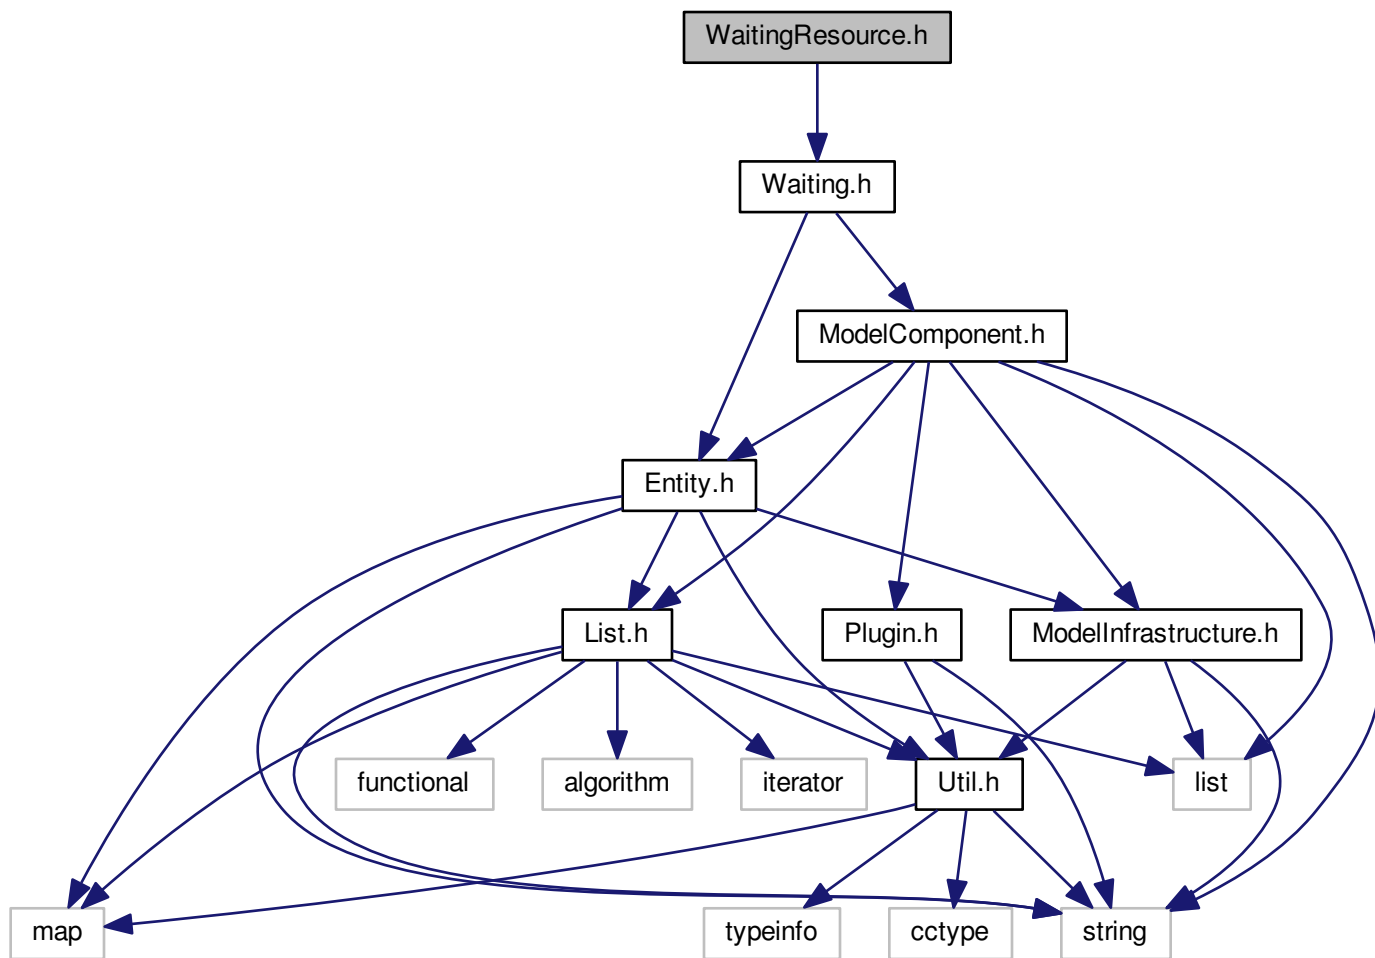 WaitingResource.h
Waiting.h
ModelComponent.h
Entity.h
List.h
Plugin.h
ModelInfrastructure.h
functional
algorithm
iterator
Util.h
list
map
typeinfo
cctype
string